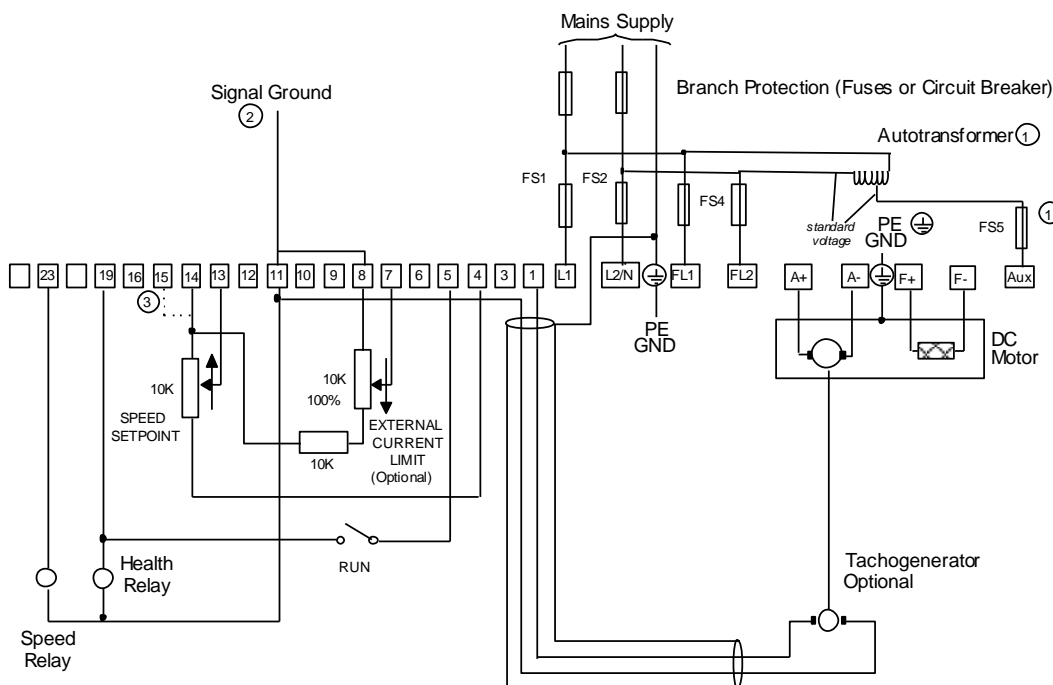 Mains Supply
Signal Ground
2
Branch Protection (Fuses or Circuit Breaker)
Autotransformer 1
FS1
FS2
FS4
standard
voltage
PE
GND
FS5
1
23
19
16
15
14
13
12
11
10
9
8
7
6
5
4
3
1
L1
L2/N
FL1
FL2
A+
A-
F+
F-
Aux
3
PE
GND
DC
Motor
10K
SPEED
SETPOINT
10K
100%
EXTERNAL
CURRENT
LIMIT
(Optional)
10K
RUN
Health
Relay
Speed
Relay
Tachogenerator
Optional